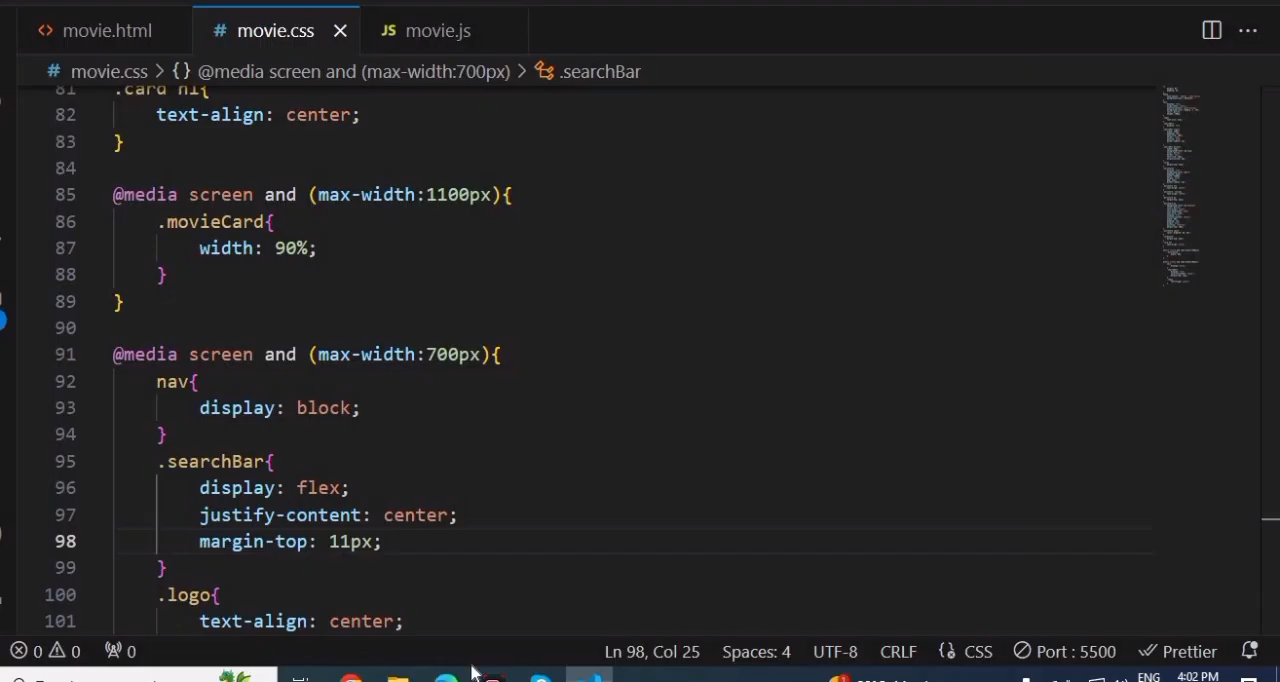 movie.html
movie.css
JS movie.js
movie.css > {} @media screen and (max-width:700px) > .searchBar
81 .card h1{
82 text-align: center;
83 }
84
85 @media screen and (max-width:1100px){
86 .movieCard{
87 width: 90%;
88 }
89 }
90
91 @media screen and (max-width:700px){
92 nav{
93 display: block;
94 }
95 .searchBar{
96 display: flex;
97 justify-content: center;
98 margin-top: 11px;
99 }
100 .logo{
101 text-align: center;
0 0 0 Ln 98, Col 25 Spaces: 4 UTF-8 CRLF CSS Port : 5500 Prettier
ENG 4:02 PM